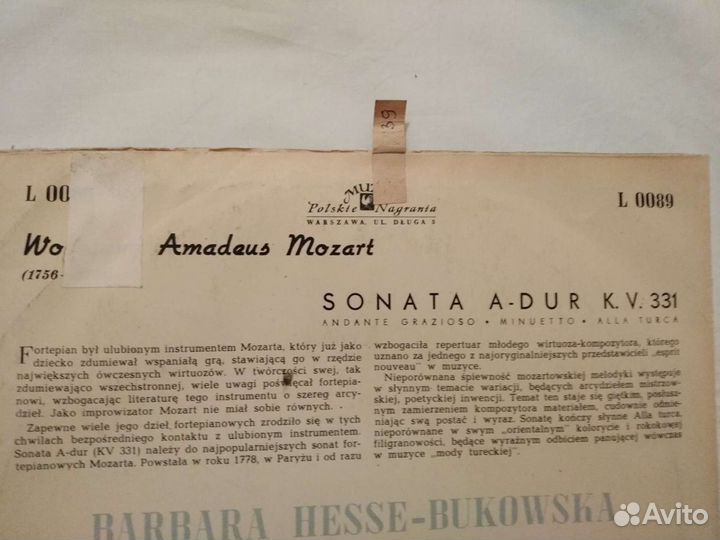 39
L 00
MUZ
L 0089
Polskie Nagrania
WARSZAWA, UL. DŁUGA 5
Wo Amadeus Mozart
(1756-
SONATA A-DUR K.V. 331
ANDANTE GRAZIOSO • MINUETTO • ALLA TURCA
Fortepian był ulubionym instrumentem Mozarta, który już jako
dziecko zdumiewał wspaniałą grą, stawiającą go w rzędzie
największych ówczesnych wirtuozów. W twórczości swej, tak
zdumiewająco wszechstronnej, wiele uwagi poświęcał fortepia-
nowi, wzbogacając literaturę tego instrumentu o szereg arcy-
dzieł. Jako improwizator Mozart nie miał sobie równych.
Zapewne wiele jego dzieł fortepianowych zrodziło się w tych
chwilach bezpośredniego kontaktu z ulubionym instrumentem.
Sonata A-dur (KV 331) należy do najpopularniejszych sonat for-
tepianowych Mozarta. Powstała w roku 1778, w Paryżu i od razu
wzbogaciła repertuar młodego wirtuoza-kompozytora, którego
uznano za jednego z najoryginalniejszych przedstawicieli „esprit
nouveau" w muzyce.
Nieporównana śpiewność mozartowskiej melodyki występuje
w słynnym temacie wariacji, będących arcydziełem mistrzow-
skiej, poetyckiej inwencji. Temat ten staje się giętkim, posłusz-
nym zamierzeniom kompozytora materiałem, cudownie odmie-
niając swą postać i wyraz. Sonatę kończy słynne Alla turca,
nieporównane w swym „orientalnym" kolorycie i rokokowej
filigranowości, będące wyraźnym odbiciem panującej wówczas
w muzyce „mody tureckiej".
BARBARA HESSE-BUKOWSKA
Avito